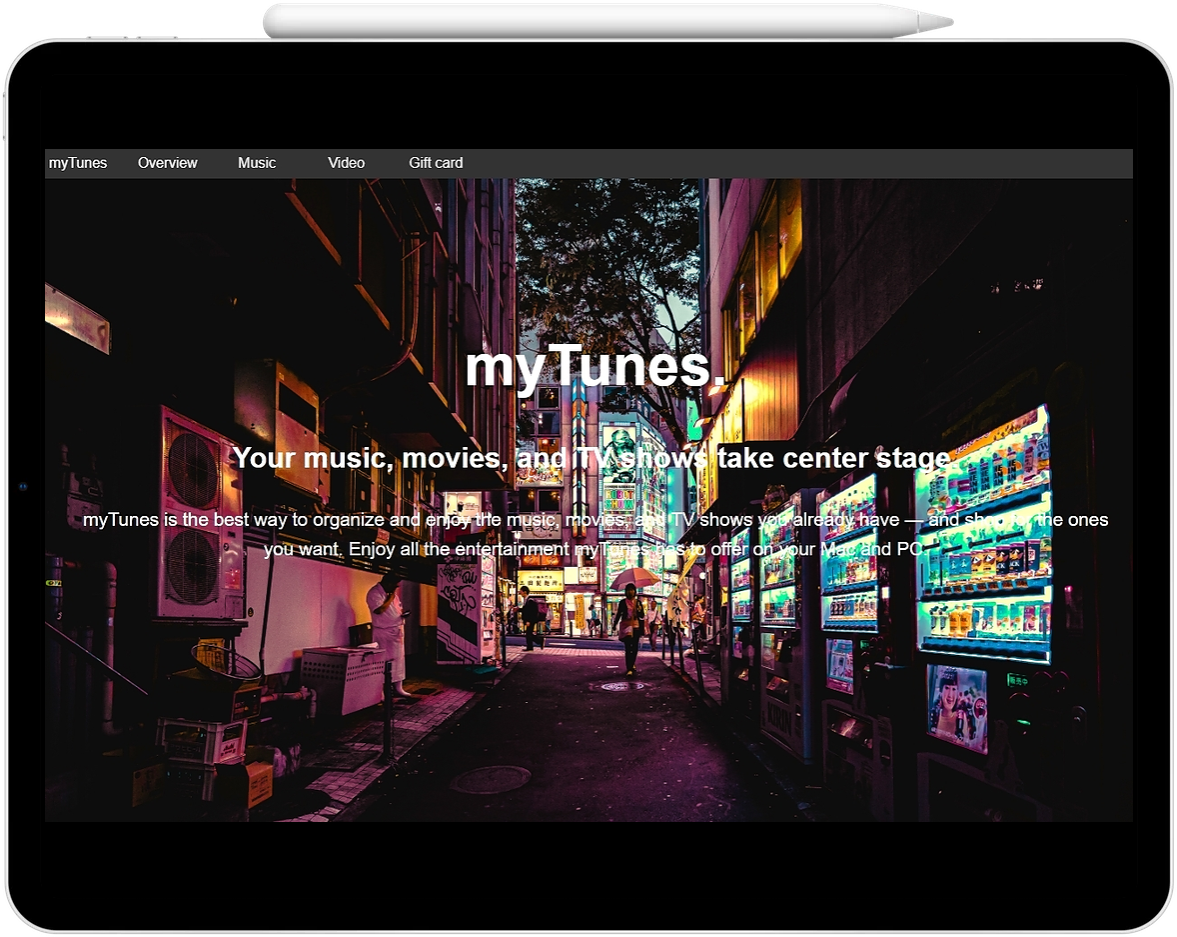 myTunes Overview Music Video Gift card
myTunes.
Your music, movies, and TV shows take center stage.
myTunes is the best way to organize and enjoy the music, movies, and TV shows you already have — and shop for the ones
you want. Enjoy all the entertainment myTunes has to offer on your Mac and PC.